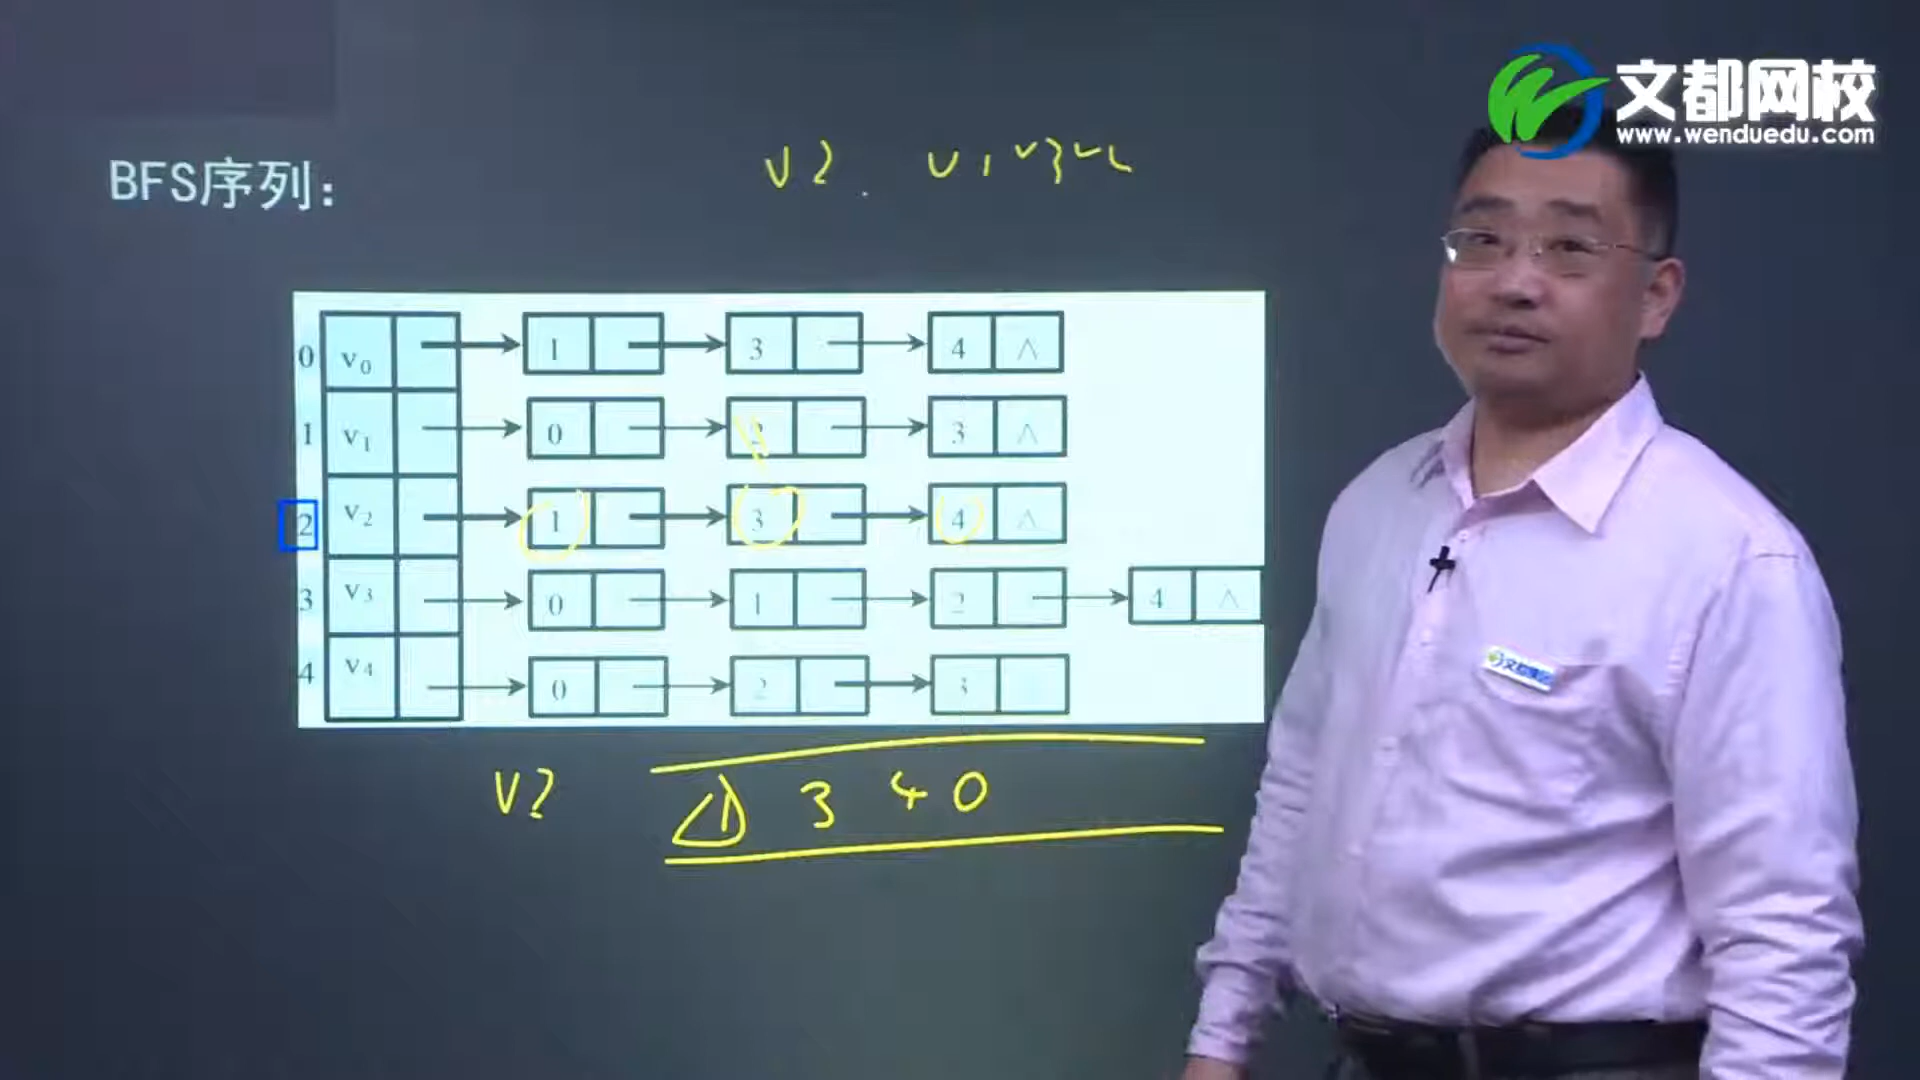 文都网校
www.wenduedu.com
BFS序列：
v2. v1 v3 v4
0 v0 1 3 4 ∧
1 v1 0 2 3 ∧
2 v2 1 3 4 ∧
3 v3 0 1 2 4 ∧
4 v4 0 2 3
v2 1 3 4 0